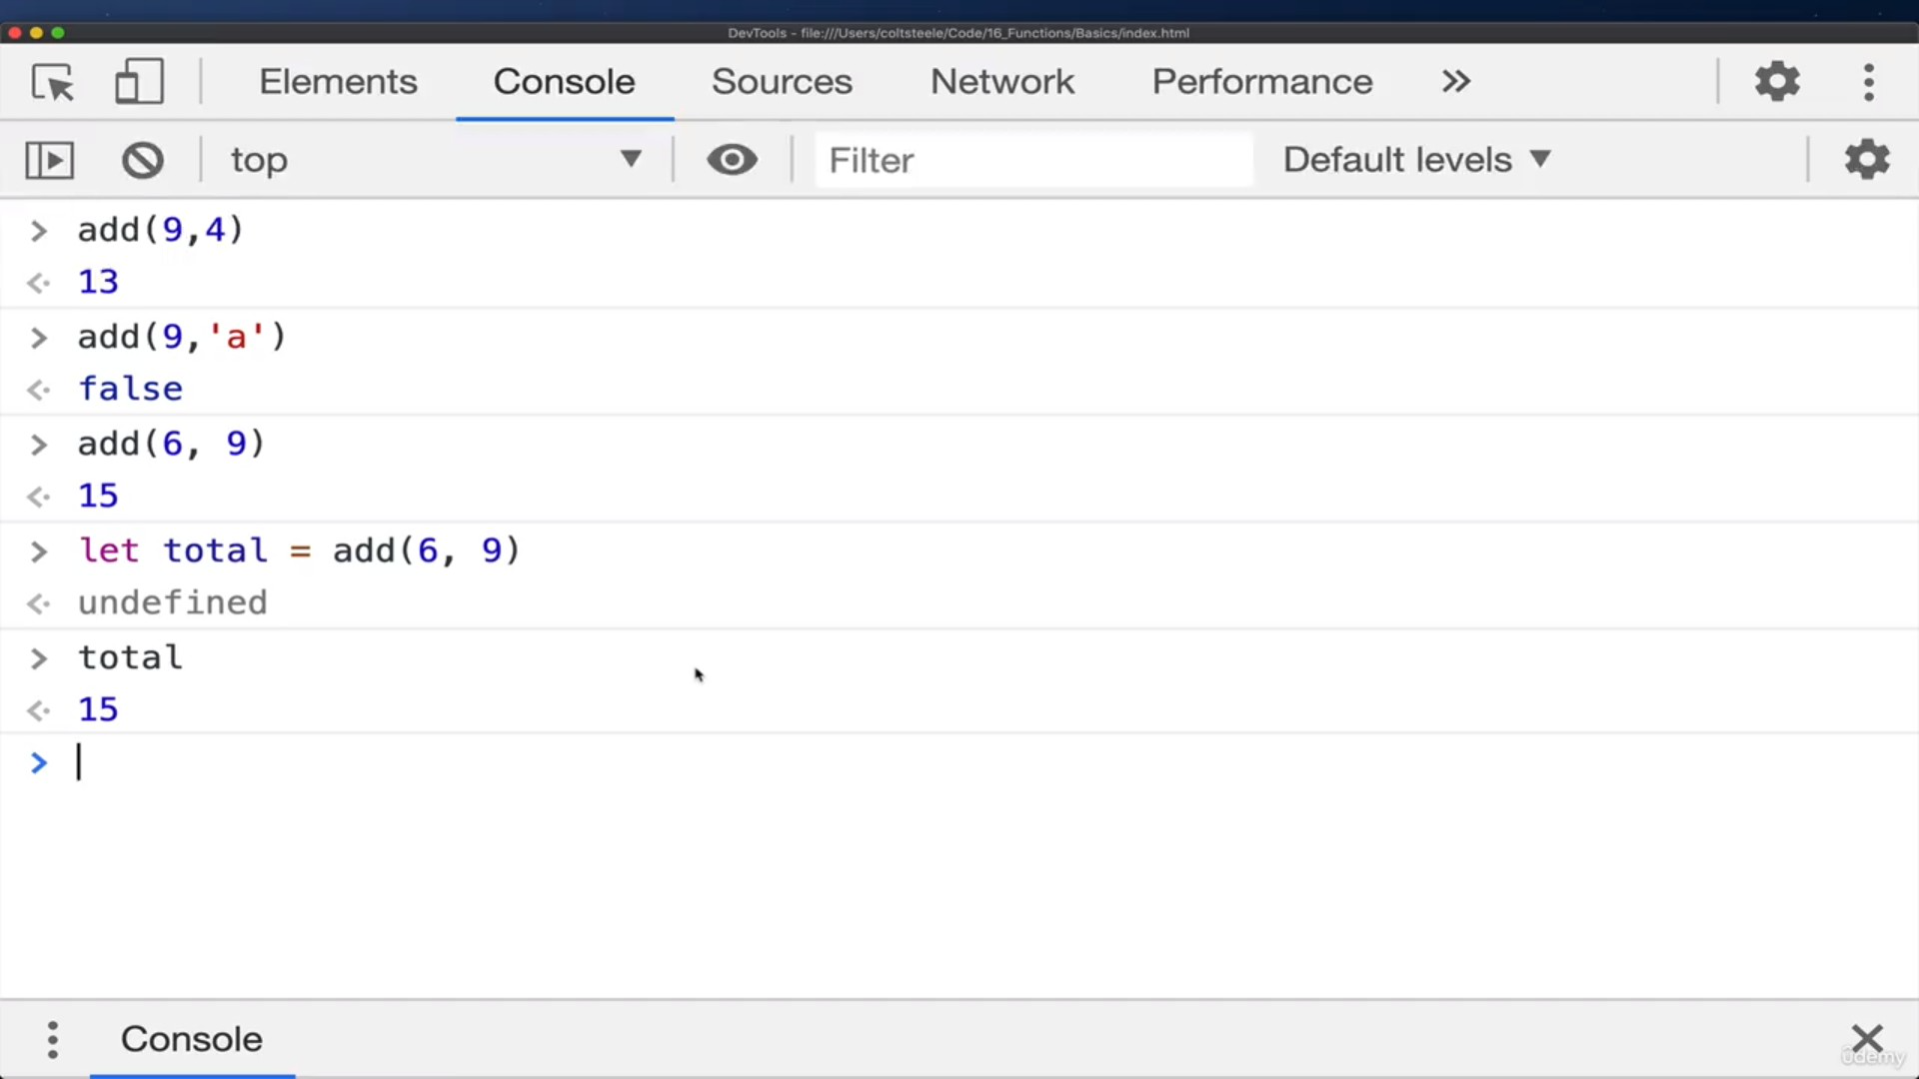 DevTools - file:///Users/coltsteele/Code/16_Functions/Basics/index.html
Elements Console Sources Network Performance
top Filter Default levels
> add(9,4)
13
> add(9,'a')
false
> add(6, 9)
15
> let total = add(6, 9)
undefined
> total
15
>
Console
ûdemy